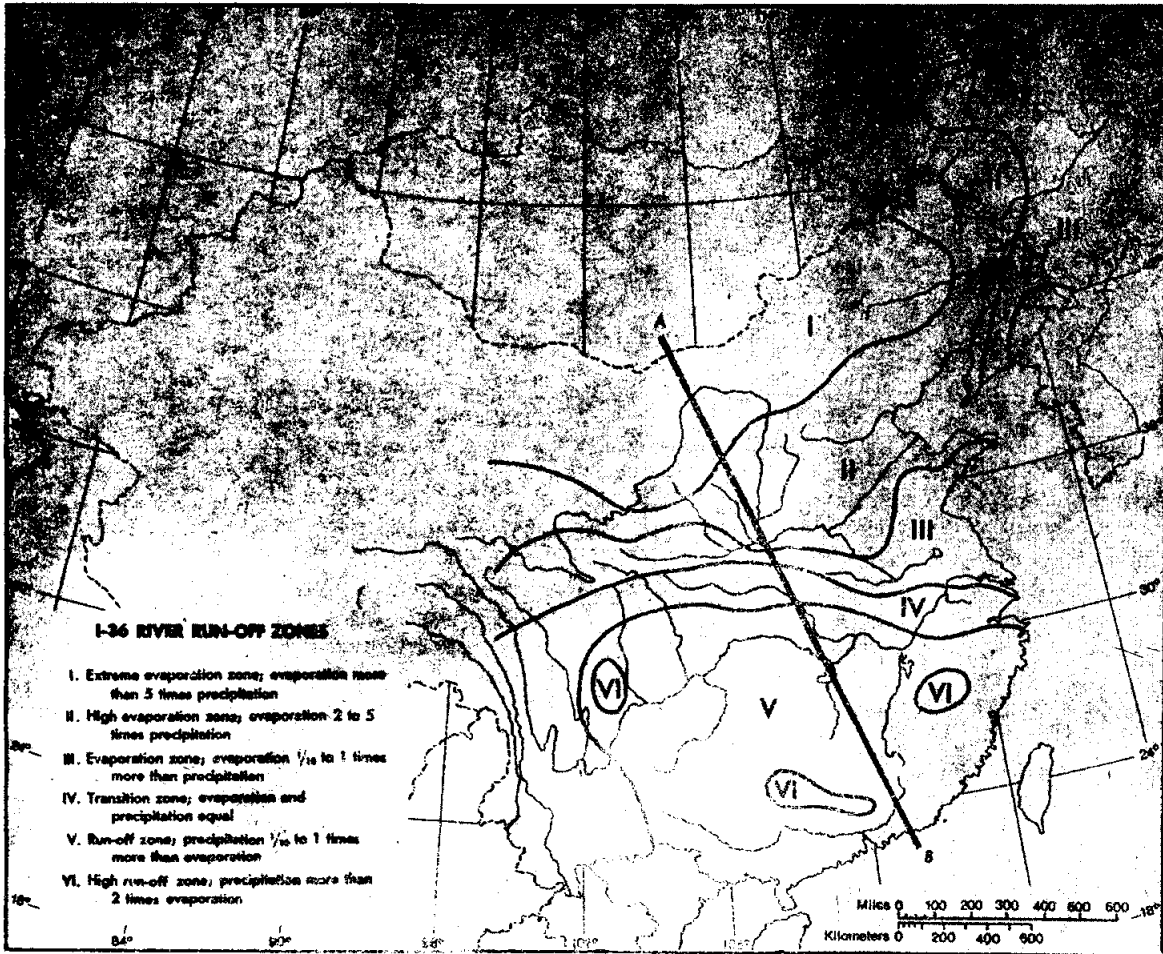 A
I
III
II
III
IV
VI
V
VI
VI
B
I-36 RIVER RUN-OFF ZONES
I. Extreme evaporation zone; evaporation more
than 5 times precipitation
II. High evaporation zone; evaporation 2 to 5
times precipitation
III. Evaporation zone; evaporation 1/10 to 1 times
more than precipitation
IV. Transition zone; evaporation and
precipitation equal
V. Run-off zone; precipitation 1/10 to 1 times
more than evaporation
VI. High run-off zone; precipitation more than
2 times evaporation
30°
24°
18°
18°
84°
90°
Miles 0 100 200 300 400 500 600
Kilometers 0 200 400 600